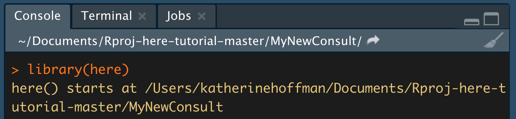 Console Terminal × Jobs ×
~/Documents/Rproj-here-tutorial-master/MyNewConsult/
> library(here)
here() starts at /Users/katherinehoffman/Documents/Rproj-here-t
utorial-master/MyNewConsult